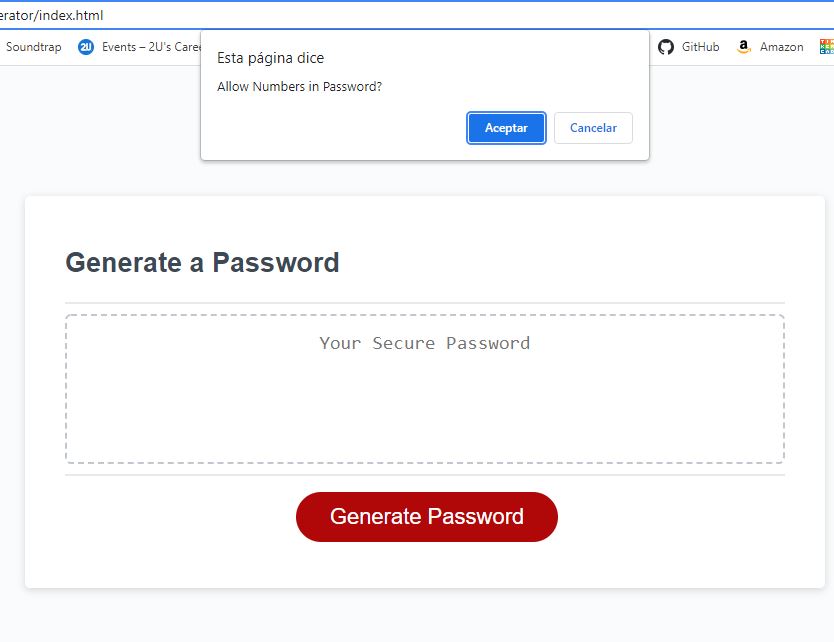 erator/index.html
Soundtrap 2U Events – 2U's Caree GitHub Amazon
Esta página dice
Allow Numbers in Password?
Aceptar Cancelar
Generate a Password
Your Secure Password
Generate Password